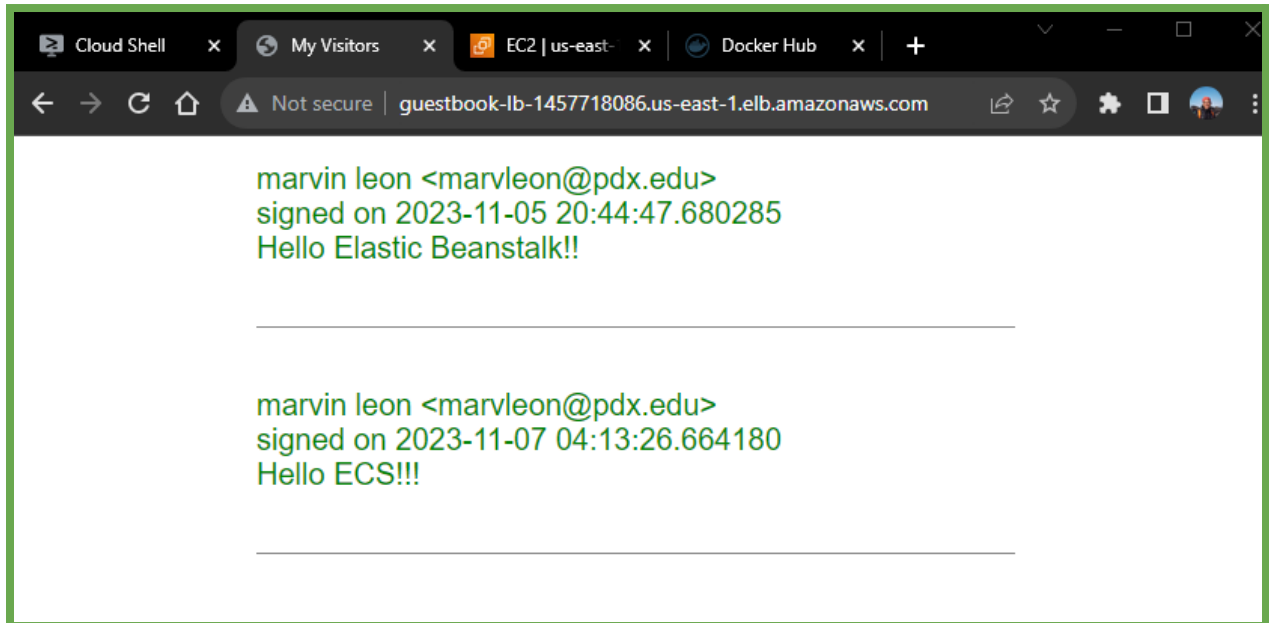 Cloud Shell My Visitors EC2 | us-east- Docker Hub
Not secure guestbook-lb-1457718086.us-east-1.elb.amazonaws.com
marvin leon <marvleon@pdx.edu>
signed on 2023-11-05 20:44:47.680285
Hello Elastic Beanstalk!!
marvin leon <marvleon@pdx.edu>
signed on 2023-11-07 04:13:26.664180
Hello ECS!!!